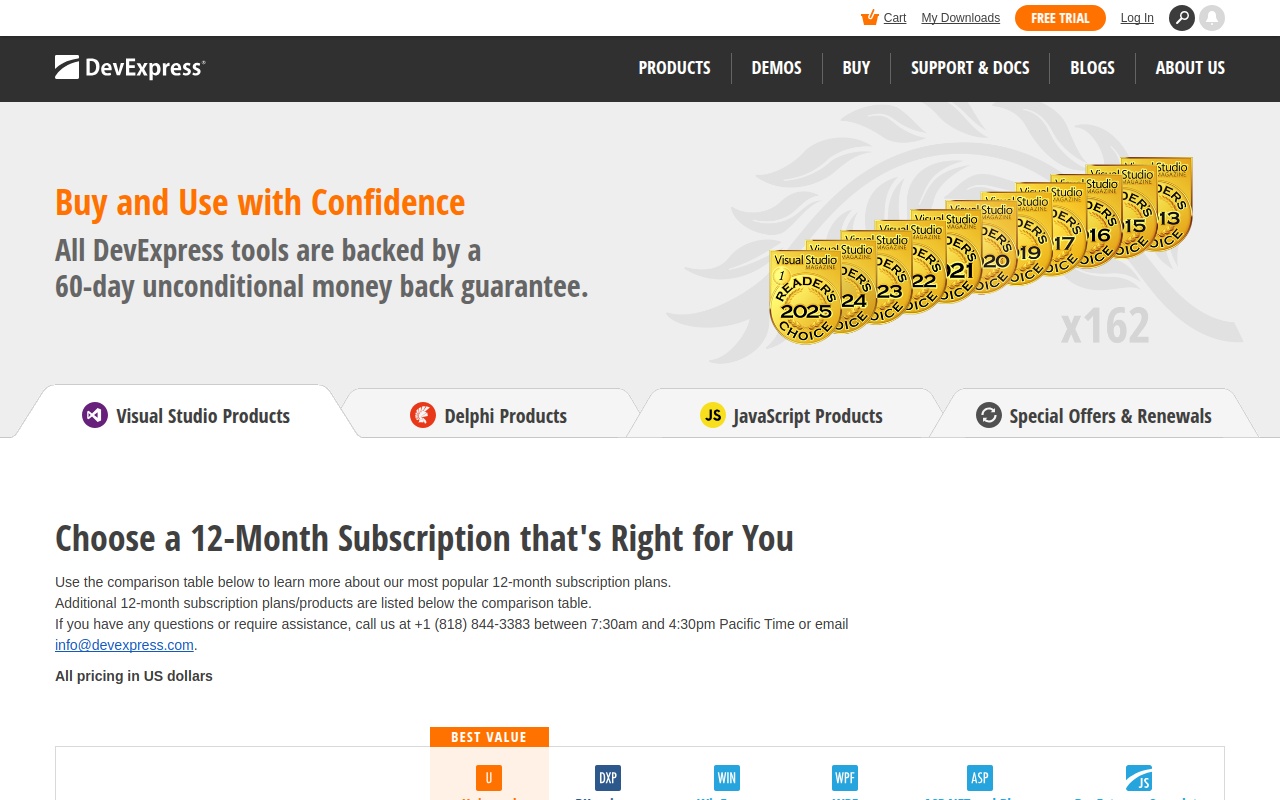 Cart
My Downloads
FREE TRIAL
Log In
DevExpress
PRODUCTS
DEMOS
BUY
SUPPORT & DOCS
BLOGS
ABOUT US
Buy and Use with Confidence
All DevExpress tools are backed by a
60-day unconditional money back guarantee.
Visual Studio
MAGAZINE
1
READER'S
2025
CHOICE
x162
Visual Studio Products
Delphi Products
JS
JavaScript Products
Special Offers & Renewals
Choose a 12-Month Subscription that's Right for You
Use the comparison table below to learn more about our most popular 12-month subscription plans.
Additional 12-month subscription plans/products are listed below the comparison table.
If you have any questions or require assistance, call us at +1 (818) 844-3383 between 7:30am and 4:30pm Pacific Time or email
info@devexpress.com.
All pricing in US dollars
BEST VALUE
U
DXP
WIN
WPF
ASP
JS